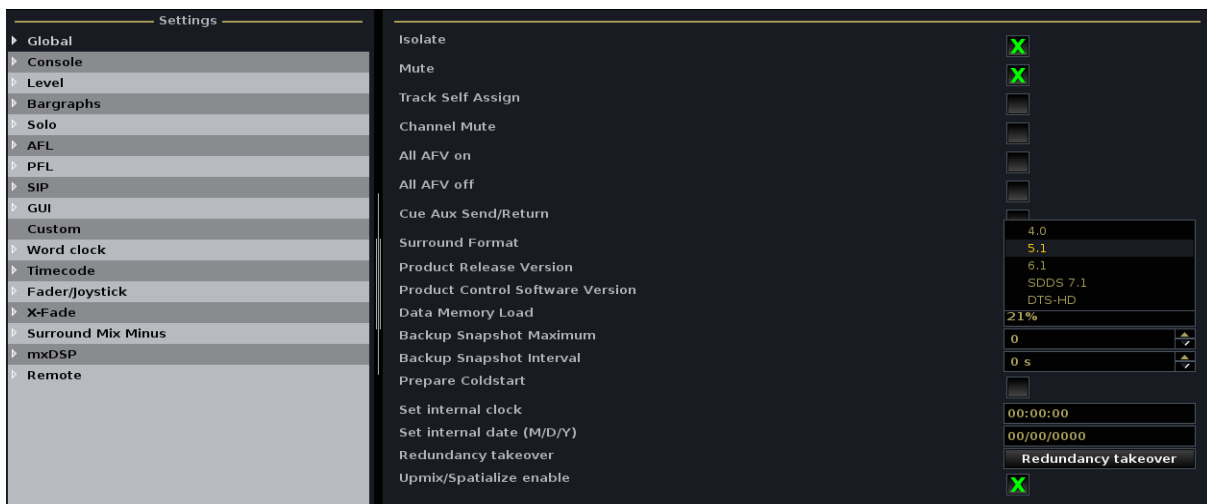 Settings
Global
Console
Level
Bargraphs
Solo
AFL
PFL
SIP
GUI
Custom
Word clock
Timecode
Fader/Joystick
X-Fade
Surround Mix Minus
mxDSP
Remote
Isolate X
Mute X
Track Self Assign
Channel Mute
All AFV on
All AFV off
Cue Aux Send/Return
Surround Format
4.0
5.1
6.1
SDDS 7.1
DTS-HD
Product Release Version
Product Control Software Version
Data Memory Load 21%
Backup Snapshot Maximum 0
Backup Snapshot Interval 0 s
Prepare Coldstart
Set internal clock 00:00:00
Set internal date (M/D/Y) 00/00/0000
Redundancy takeover Redundancy takeover
Upmix/Spatialize enable X